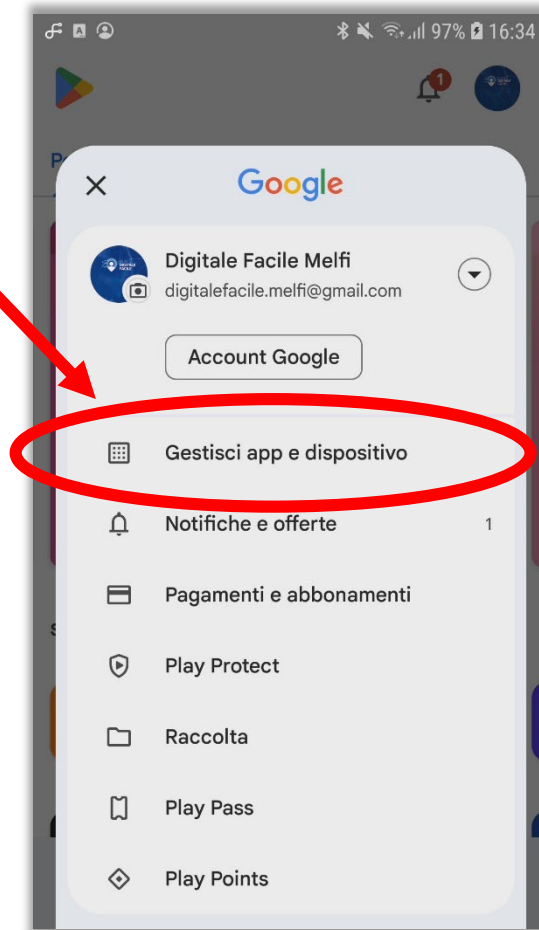 97% 16:34
1
Google
Digitale Facile Melfi
digitalefacile.melfi@gmail.com
Account Google
Gestisci app e dispositivo
Notifiche e offerte 1
Pagamenti e abbonamenti
Play Protect
Raccolta
Play Pass
Play Points